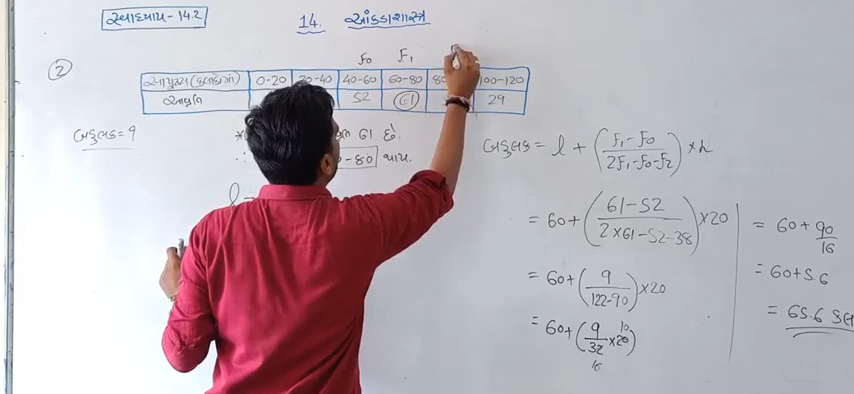 સ્વાધ્યાય-14.2
14. આંકડાશાસ્ત્ર
2
f₀ f₁
આયુષ્ય (કલાકોમાં) 0-20 20-40 40-60 60-80 80 100-120
આવૃત્તિ 52 61 29
બહુલક = ?
* 61 છે.
∴ 0-80 થાય.
l =
બહુલક = l + (f₁-f₀ / 2f₁-f₀-f₂) × h
= 60+ (61-52 / 2×61-52-38) ×20
= 60+ (9 / 122-90) ×20
= 60+ (9 / 32 × 20) 10 16
= 60+ 90/16
= 60+5.6
= 65.6